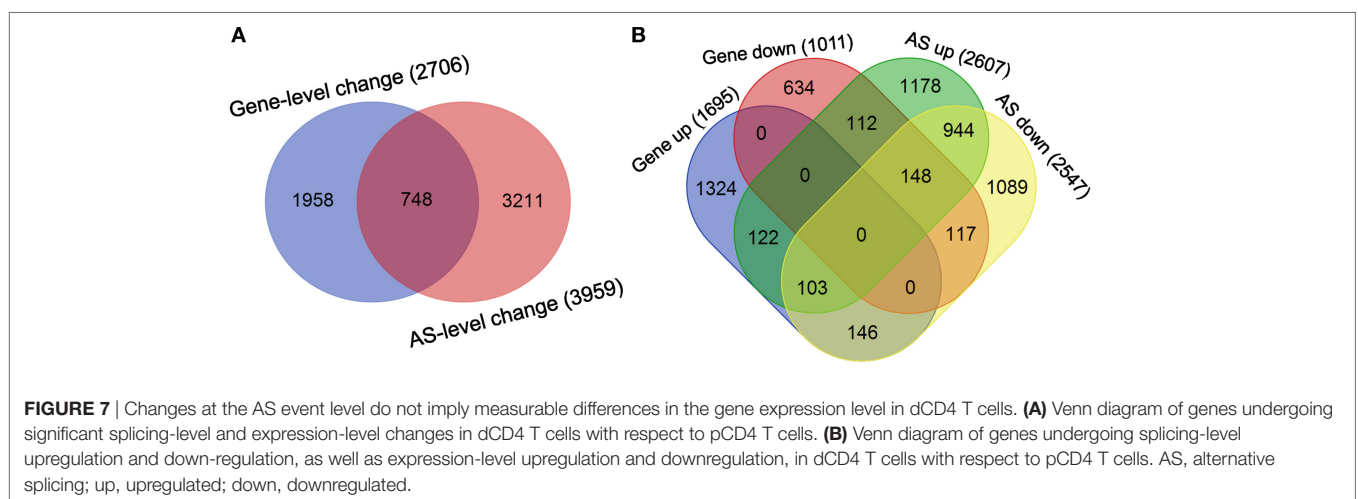 A
Gene-level change (2706)
1958
748
3211
AS-level change (3959)
B
Gene up (1695)
Gene down (1011)
AS up (2607)
AS down (2547)
634
1178
0
112
944
1324
0
148
1089
122
0
117
103
0
146
FIGURE 7 | Changes at the AS event level do not imply measurable differences in the gene expression level in dCD4 T cells. (A) Venn diagram of genes undergoing
significant splicing-level and expression-level changes in dCD4 T cells with respect to pCD4 T cells. (B) Venn diagram of genes undergoing splicing-level
upregulation and down-regulation, as well as expression-level upregulation and downregulation, in dCD4 T cells with respect to pCD4 T cells. AS, alternative
splicing; up, upregulated; down, downregulated.